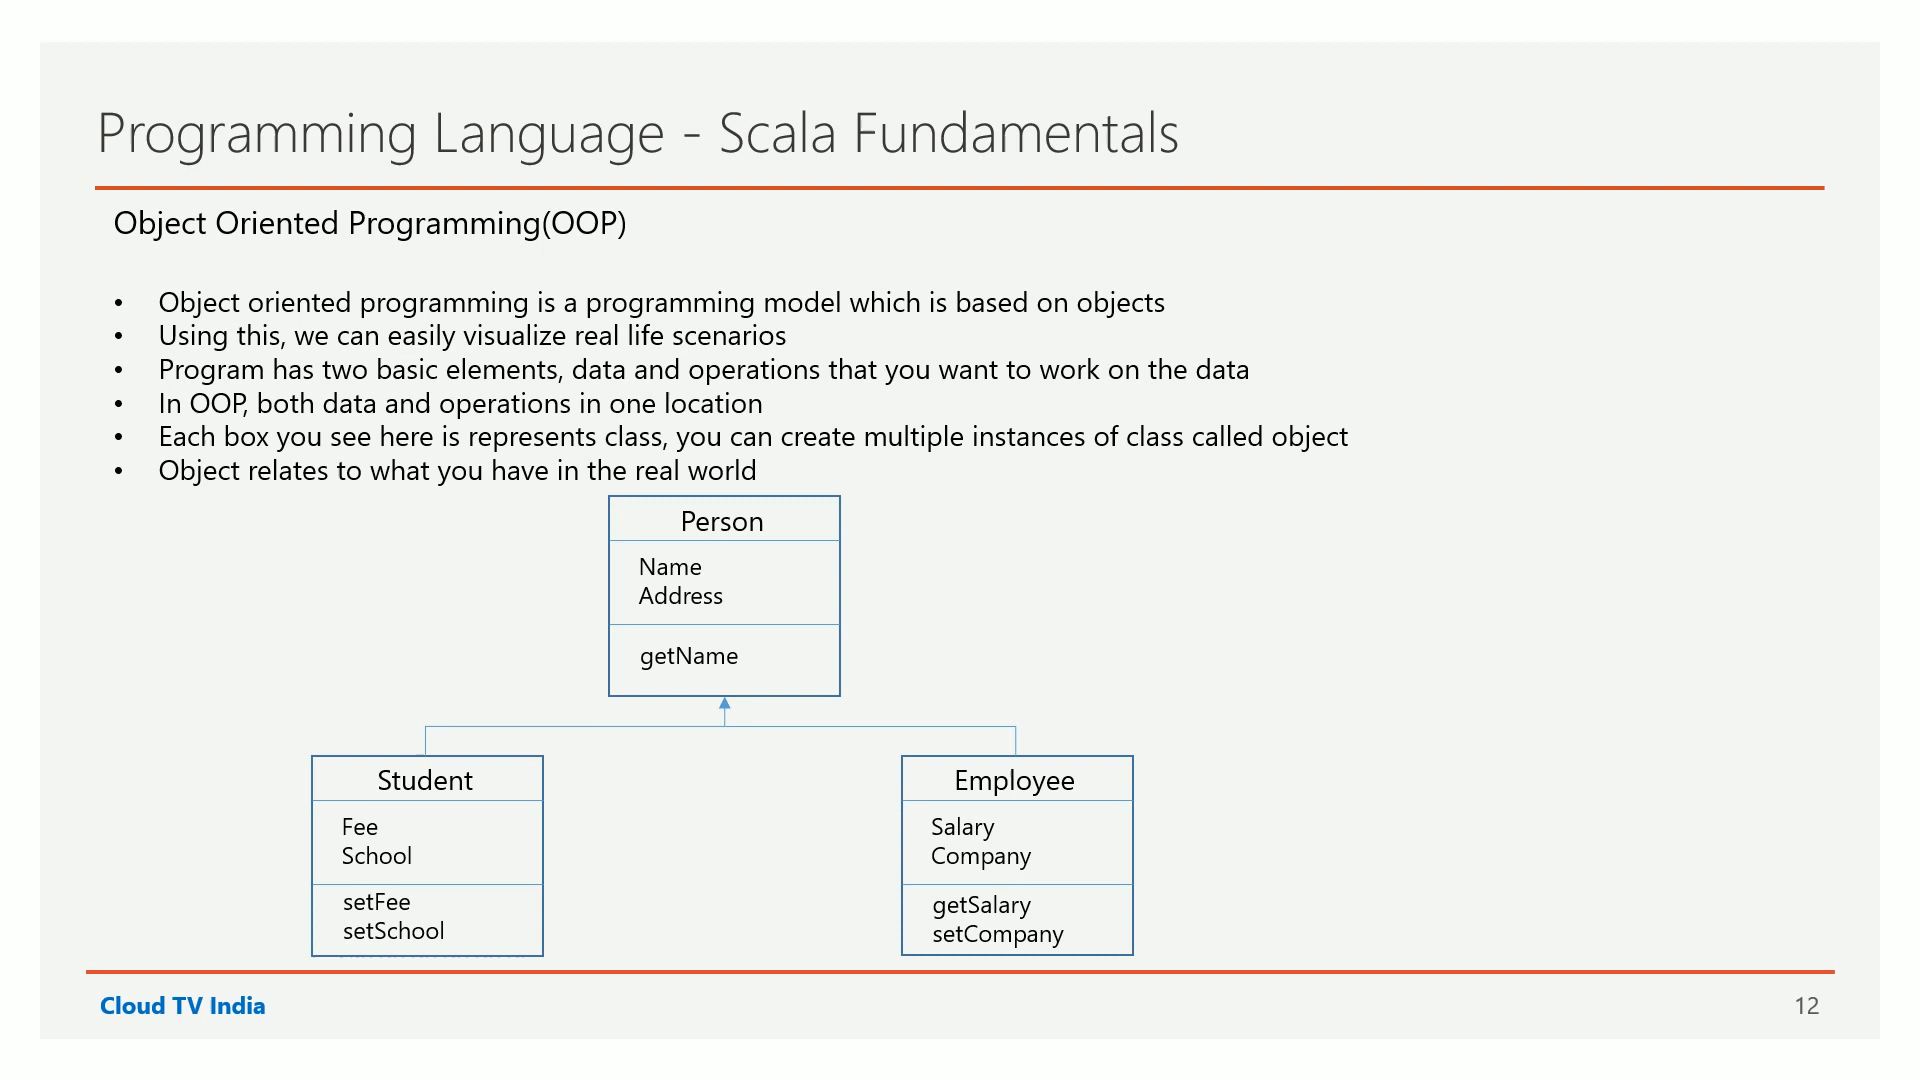 Programming Language - Scala Fundamentals
Object Oriented Programming(OOP)
• Object oriented programming is a programming model which is based on objects
• Using this, we can easily visualize real life scenarios
• Program has two basic elements, data and operations that you want to work on the data
• In OOP, both data and operations in one location
• Each box you see here is represents class, you can create multiple instances of class called object
• Object relates to what you have in the real world
Person
Name
Address
getName
Student
Fee
School
setFee
setSchool
Employee
Salary
Company
getSalary
setCompany
Cloud TV India
12